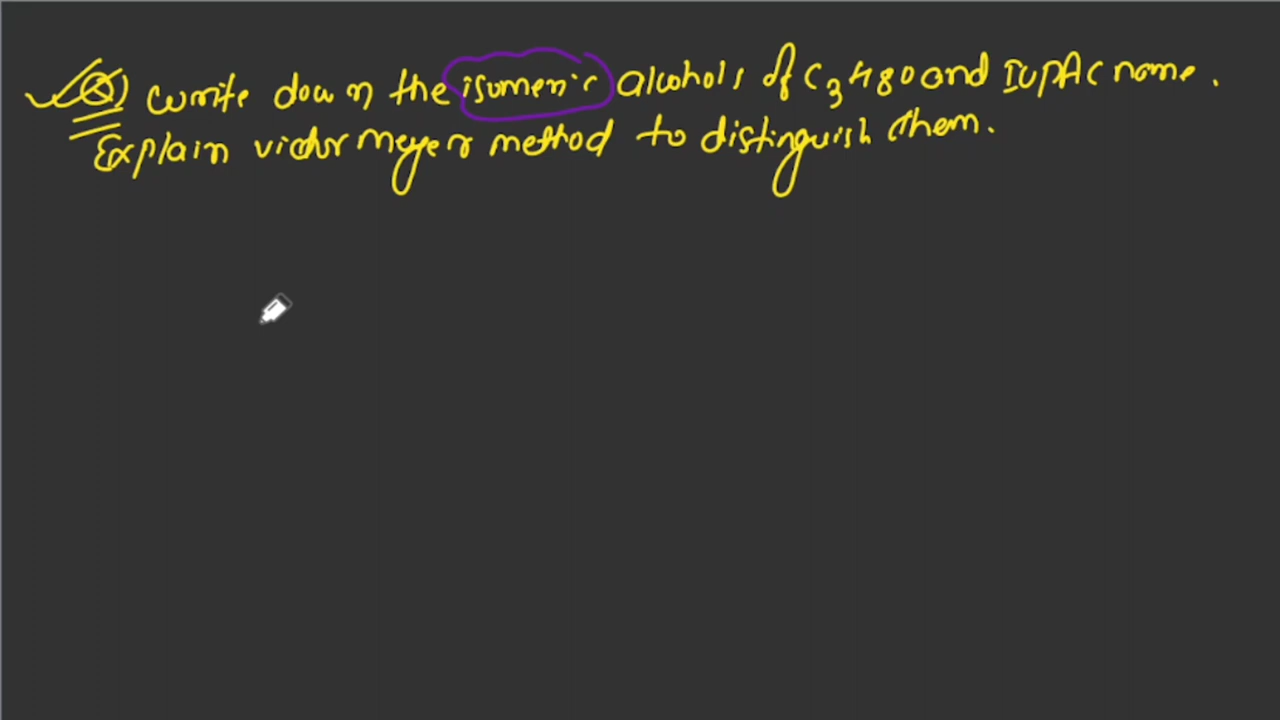 Q) write down the isomeric alcohols of C3H8O and IUPAC name.
Explain victor meyer method to distinguish them.